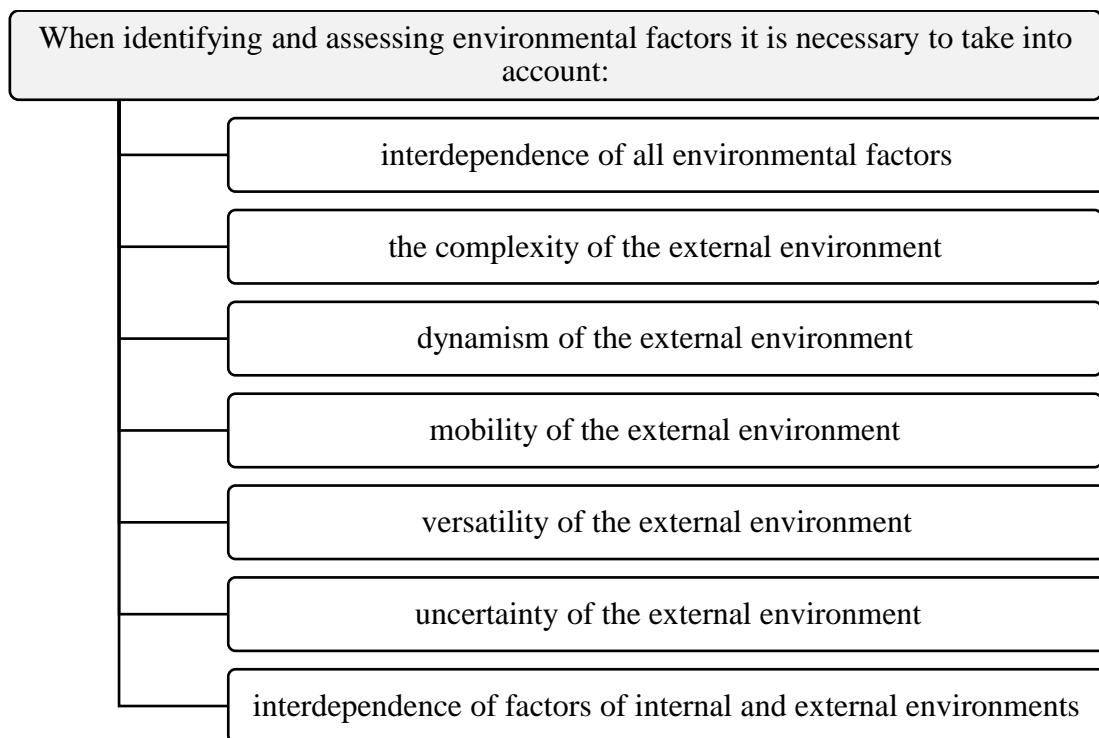 When identifying and assessing environmental factors it is necessary to take into
account:
interdependence of all environmental factors
the complexity of the external environment
dynamism of the external environment
mobility of the external environment
versatility of the external environment
uncertainty of the external environment
interdependence of factors of internal and external environments